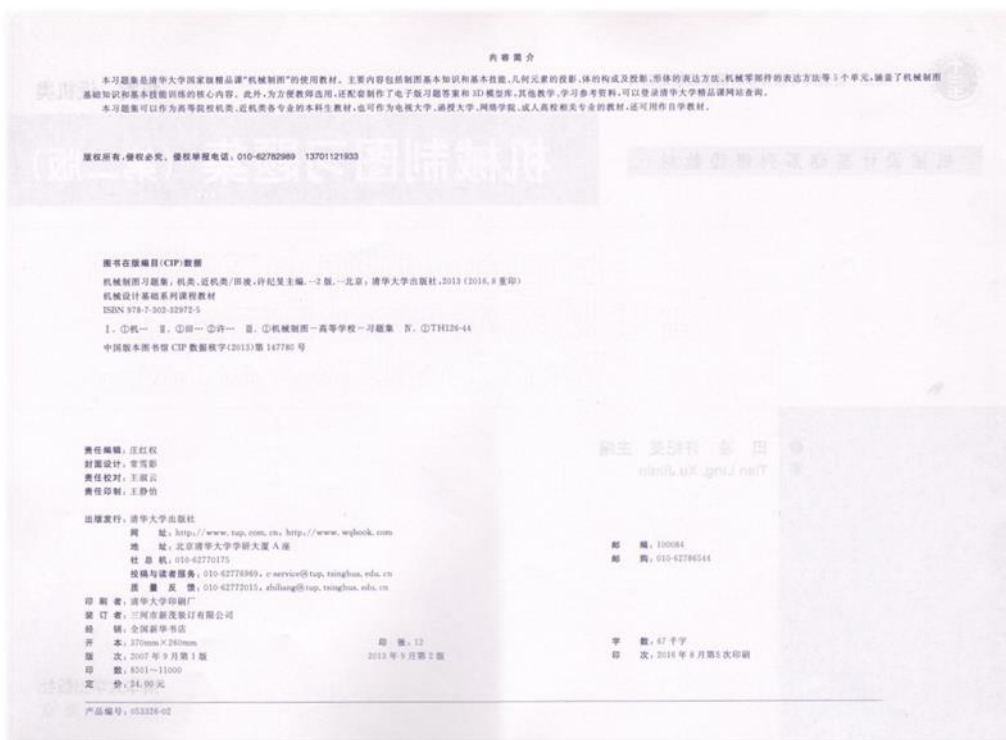 内 容 简 介
本习题集是清华大学国家级精品课“机械制图”的使用教材。主要内容包括制图基本知识和基本技能、几何元素的投影、体的构成及投影、形体的表达方法、机械零部件的表达方法等5个单元,涵盖了机械制图
基础知识和基本技能训练的核心内容。此外,为方便教师选用,还配套制作了电子版习题答案和3D模型库,其他教学、学习参考资料,可以登录清华大学精品课网站查询。
本习题集可以作为高等院校机类、近机类各专业的本科生教材,也可作为电视大学、函授大学、网络学院、成人高校相关专业的教材,还可用作自学教材。
版权所有,侵权必究。侵权举报电话:010-62782989 13701121933
图书在版编目(CIP)数据
机械制图习题集:机类、近机类/田凌,许纪旻主编.--2版.--北京:清华大学出版社,2013(2016.8重印)
机械设计基础系列课程教材
ISBN 978-7-302-32972-5
Ⅰ.①机… Ⅱ.①田… ②许… Ⅲ.①机械制图-高等学校-习题集 Ⅳ.①TH126-44
中国版本图书馆CIP数据核字(2013)第147780号
责任编辑:庄红权
封面设计:常雪影
责任校对:王淑云
责任印制:王静怡
出版发行:清华大学出版社
网 址:http://www.tup.com.cn, http://www.wqbook.com
地 址:北京清华大学学研大厦A座 邮 编:100084
社 总 机:010-62770175 邮 购:010-62786544
投稿与读者服务:010-62776969, c-service@tup.tsinghua.edu.cn
质 量 反 馈:010-62772015, zhiliang@tup.tsinghua.edu.cn
印 刷 者:清华大学印刷厂
装 订 者:三河市新茂装订有限公司
经 销:全国新华书店
开 本:370mm×260mm 印 张:12 字 数:67千字
版 次:2007年9月第1版 2013年9月第2版 印 次:2016年8月第5次印刷
印 数:8501~11000
定 价:24.00元
产品编号:053326-02